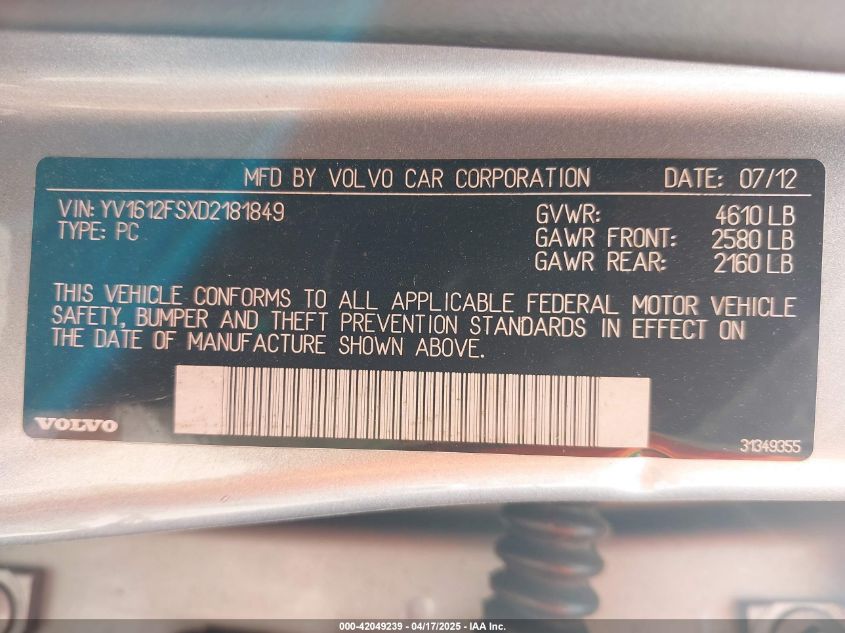 MFD BY VOLVO CAR CORPORATION DATE: 07/12
VIN: YV1612FSXD2181849 GVWR: 4610 LB
TYPE: PC GAWR FRONT: 2580 LB
GAWR REAR: 2160 LB
THIS VEHICLE CONFORMS TO ALL APPLICABLE FEDERAL MOTOR VEHICLE
SAFETY, BUMPER AND THEFT PREVENTION STANDARDS IN EFFECT ON
THE DATE OF MANUFACTURE SHOWN ABOVE.
VOLVO 31349355
000-42049239 - 04/17/2025 - IAA Inc.